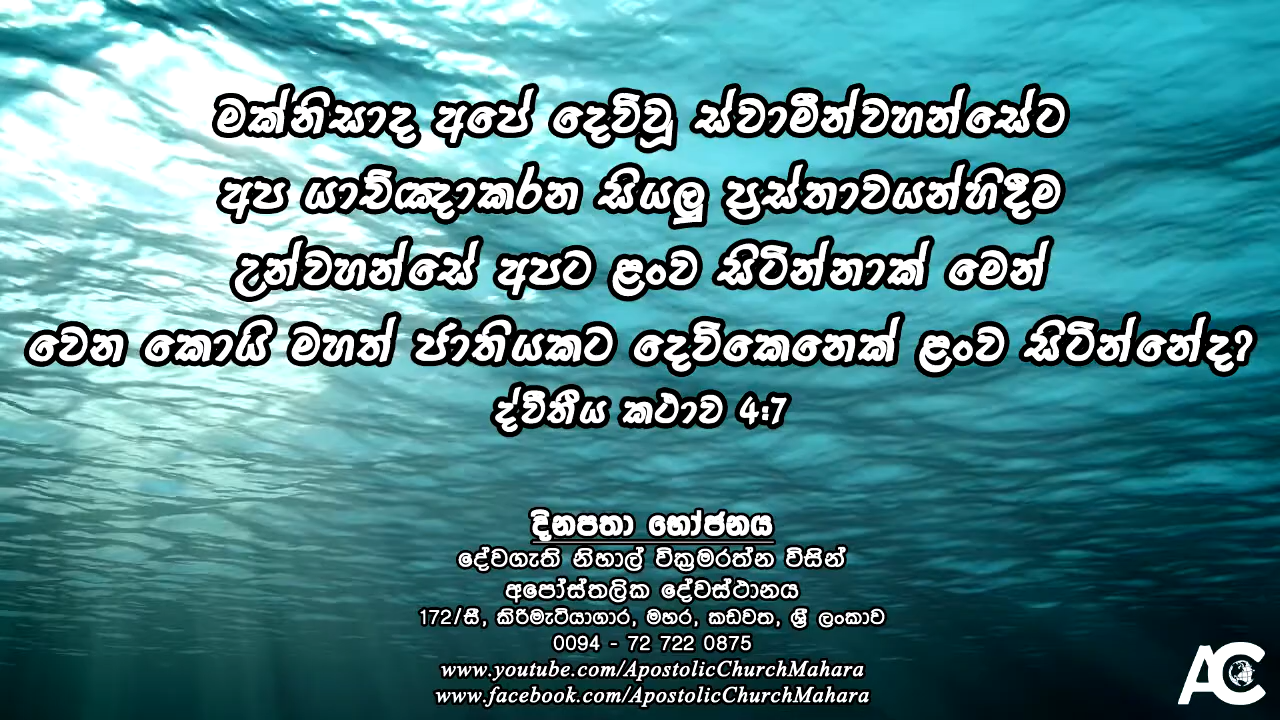 මක්නිසාද අපේ දෙවිවූ ස්වාමීන්වහන්සේට
අප යාච්ඤාකරන සියලු ප්‍රස්තාවයන්හිදීම
උන්වහන්සේ අපට ළංව සිටින්නාක් මෙන්
වෙන කොයි මහත් ජාතියකට දෙවිකෙනෙක් ළංව සිටින්නේද?
ද්විතීය කථාව 4:7
දිනපතා භෝජනය
දේවගැති නිහාල් වික්‍රමරත්න විසින්
අපෝස්තලික දේවස්ථානය
172/සී, කිරිමැටියාගාර, මහර, කඩවත, ශ්‍රී ලංකාව
0094 - 72 722 0875
www.youtube.com/ApostolicChurchMahara
www.facebook.com/ApostolicChurchMahara
AC